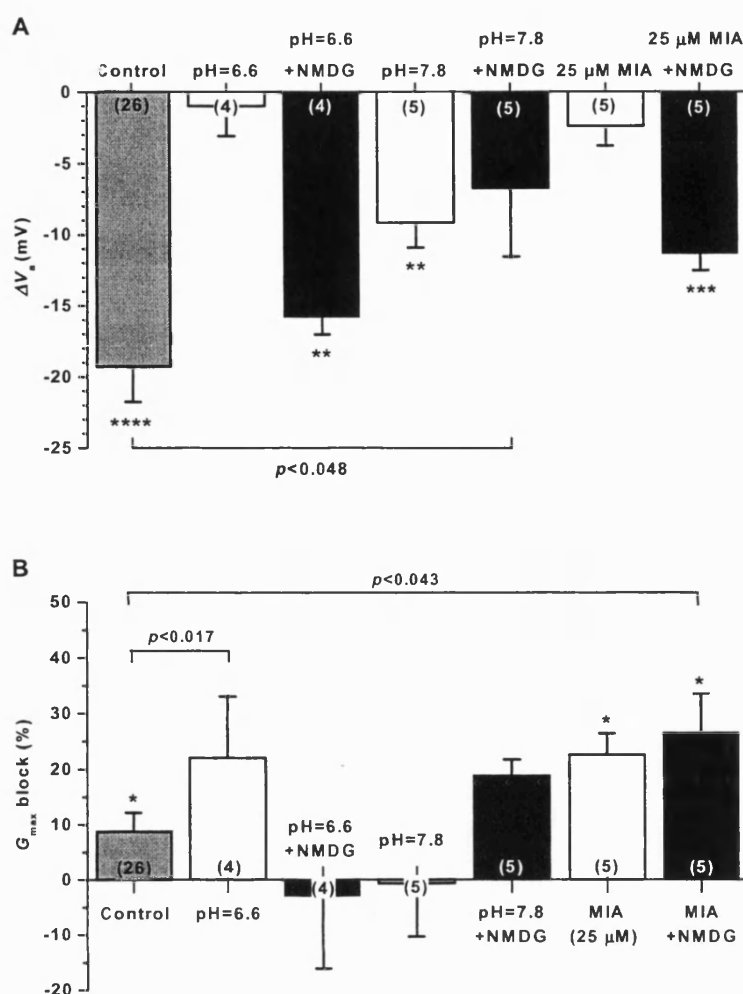 A
pH=6.6 pH=7.8 25 μM MIA
Control pH=6.6 +NMDG pH=7.8 +NMDG 25 μM MIA +NMDG
0
(26) (4) (4) (5) (5) (5) (5)
-5
-10
-15
-20
-25
ΔVa (mV)
**
***
**
****
p<0.048
B
p<0.043
50
40
30
20
10
0
-10
-20
Gmax block (%)
p<0.017
*
*
*
pH=6.6
+NMDG
pH=7.8
(26) (4) (4) (5) (5) (5) (5)
Control pH=6.6 pH=7.8 MIA MIA
+NMDG (25 μM) +NMDG